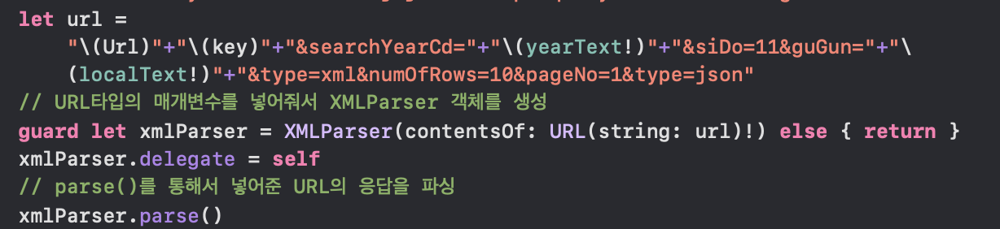 let url =
"\(Url)"+"\(key)"+"&searchYearCd="+"\(yearText!)"+"&siDo=11&guGun="+"\
(localText!)"+"&type=xml&numOfRows=10&pageNo=1&type=json"
// URL타입의 매개변수를 넣어줘서 XMLParser 객체를 생성
guard let xmlParser = XMLParser(contentsOf: URL(string: url)!) else { return }
xmlParser.delegate = self
// parse()를 통해서 넣어준 URL의 응답을 파싱
xmlParser.parse()